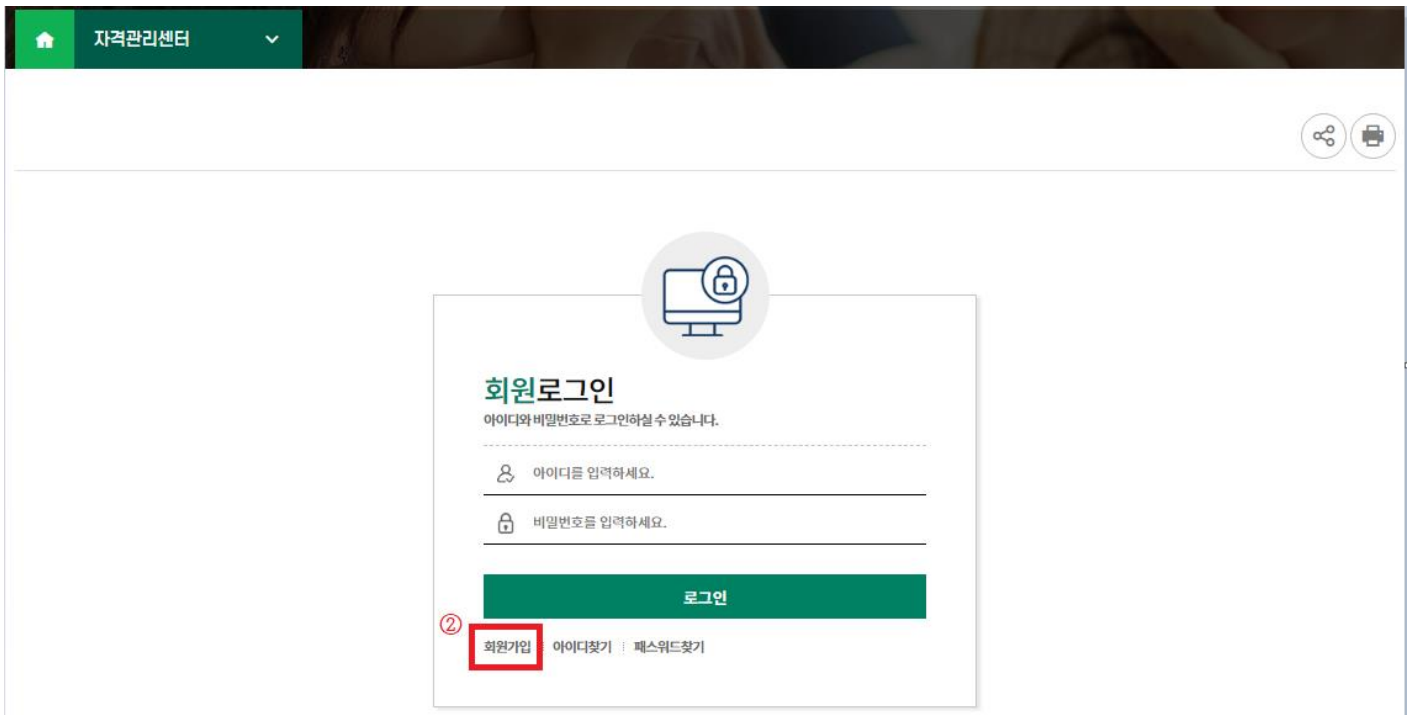 자격관리센터
회원로그인
아이디와 비밀번호로 로그인하실 수 있습니다.
아이디를 입력하세요.
비밀번호를 입력하세요.
로그인
②
회원가입 아이디찾기 패스워드찾기